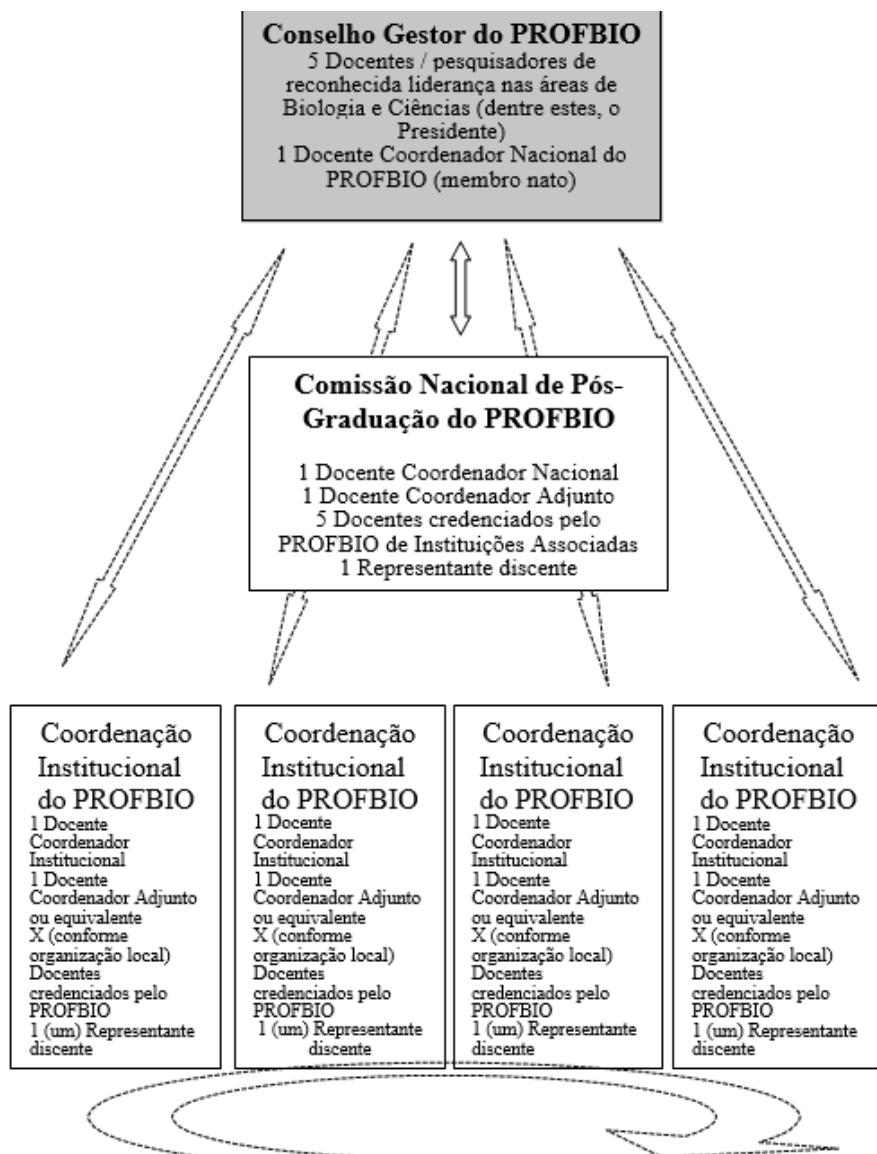 Conselho Gestor do PROFBIO
5 Docentes / pesquisadores de
reconhecida liderança nas áreas de
Biologia e Ciências (dentre estes, o
Presidente)
1 Docente Coordenador Nacional do
PROFBIO (membro nato)
Comissão Nacional de Pós-
Graduação do PROFBIO
1 Docente Coordenador Nacional
1 Docente Coordenador Adjunto
5 Docentes credenciados pelo
PROFBIO de Instituições Associadas
1 Representante discente
Coordenação
Institucional
do PROFBIO
1 Docente
Coordenador
Institucional
1 Docente
Coordenador Adjunto
ou equivalente
X (conforme
organização local)
Docentes
credenciados pelo
PROFBIO
1 (um) Representante
discente
Coordenação
Institucional
do PROFBIO
1 Docente
Coordenador
Institucional
1 Docente
Coordenador Adjunto
ou equivalente
X (conforme
organização local)
Docentes
credenciados pelo
PROFBIO
1 (um) Representante
discente
Coordenação
Institucional
do PROFBIO
1 Docente
Coordenador
Institucional
1 Docente
Coordenador Adjunto
ou equivalente
X (conforme
organização local)
Docentes
credenciados pelo
PROFBIO
1 (um) Representante
discente
Coordenação
Institucional
do PROFBIO
1 Docente
Coordenador
Institucional
1 Docente
Coordenador Adjunto
ou equivalente
X (conforme
organização local)
Docentes
credenciados pelo
PROFBIO
1 (um) Representante
discente